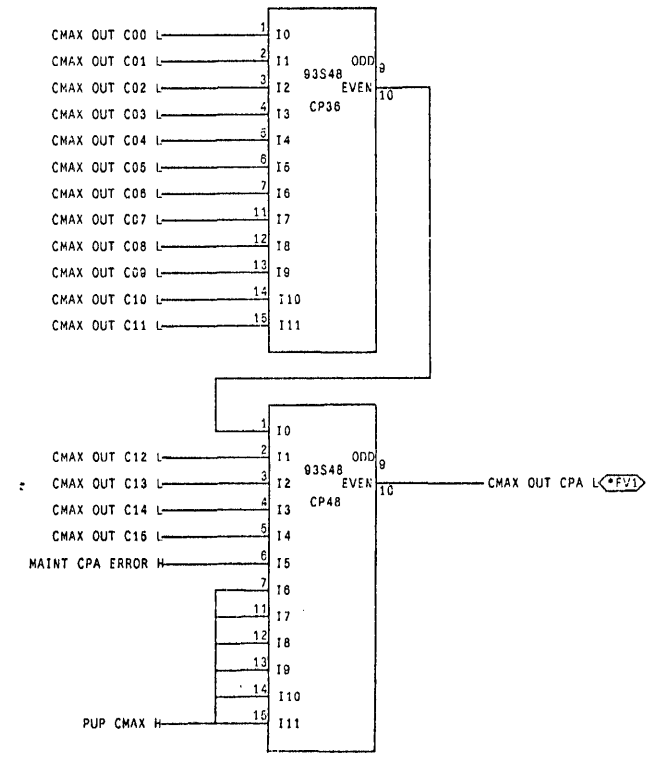 CMAX OUT C00 L 1 I0
CMAX OUT C01 L 2 I1 ODD 9
CMAX OUT C02 L 3 I2 93S48 EVEN 10
CMAX OUT C03 L 4 I3 CP36
CMAX OUT C04 L 5 I4
CMAX OUT C05 L 6 I5
CMAX OUT C06 L 7 I6
CMAX OUT C07 L 11 I7
CMAX OUT C08 L 12 I8
CMAX OUT C09 L 13 I9
CMAX OUT C10 L 14 I10
CMAX OUT C11 L 15 I11
1 I0
CMAX OUT C12 L 2 I1 93S48 ODD 9
CMAX OUT C13 L 3 I2 EVEN 10 CMAX OUT CPA L *FV1
CMAX OUT C14 L 4 I3 CP48
CMAX OUT C15 L 5 I4
MAINT CPA ERROR H 6 I5
7 I6
11 I7
12 I8
13 I9
14 I10
PUP CMAX H 15 I11